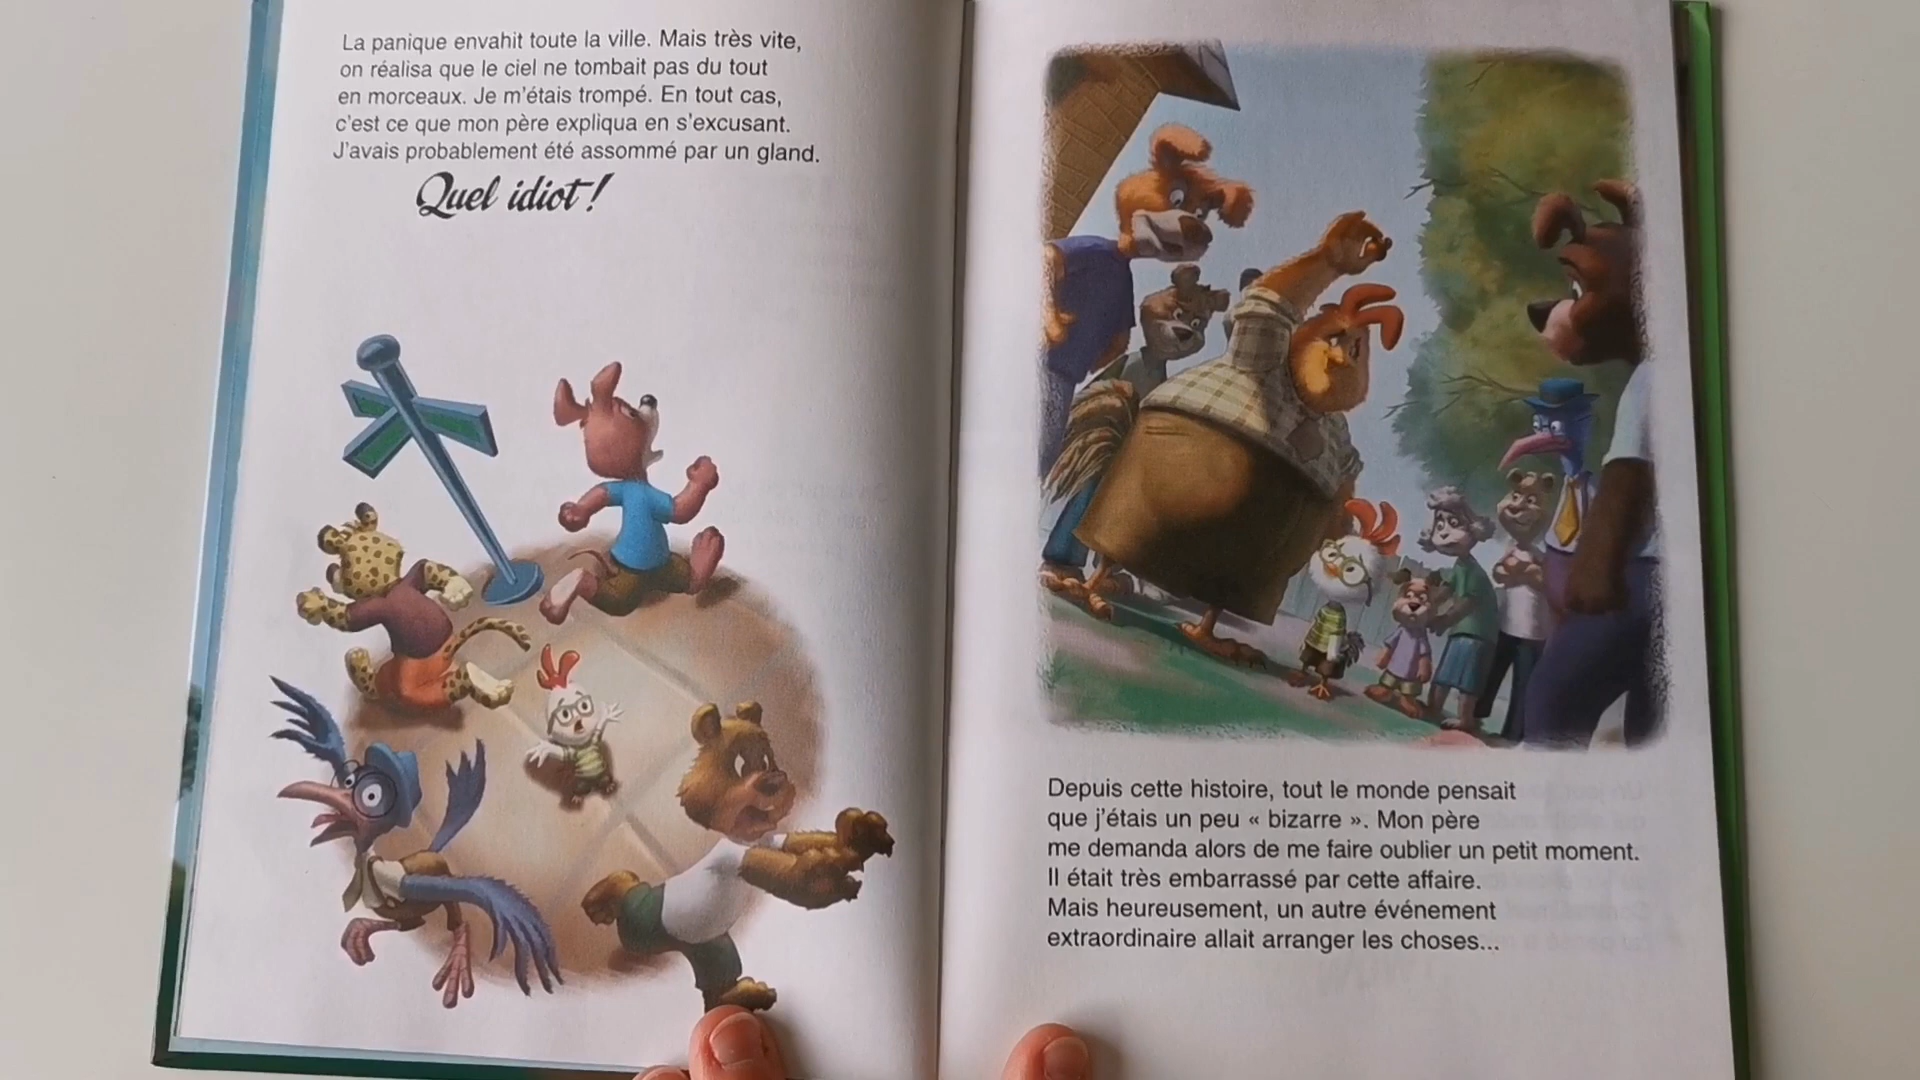 La panique envahit toute la ville. Mais très vite,
on réalisa que le ciel ne tombait pas du tout
en morceaux. Je m'étais trompé. En tout cas,
c'est ce que mon père expliqua en s'excusant.
J'avais probablement été assommé par un gland.
Quel idiot !
Depuis cette histoire, tout le monde pensait
que j'étais un peu « bizarre ». Mon père
me demanda alors de me faire oublier un petit moment.
Il était très embarrassé par cette affaire.
Mais heureusement, un autre événement
extraordinaire allait arranger les choses...